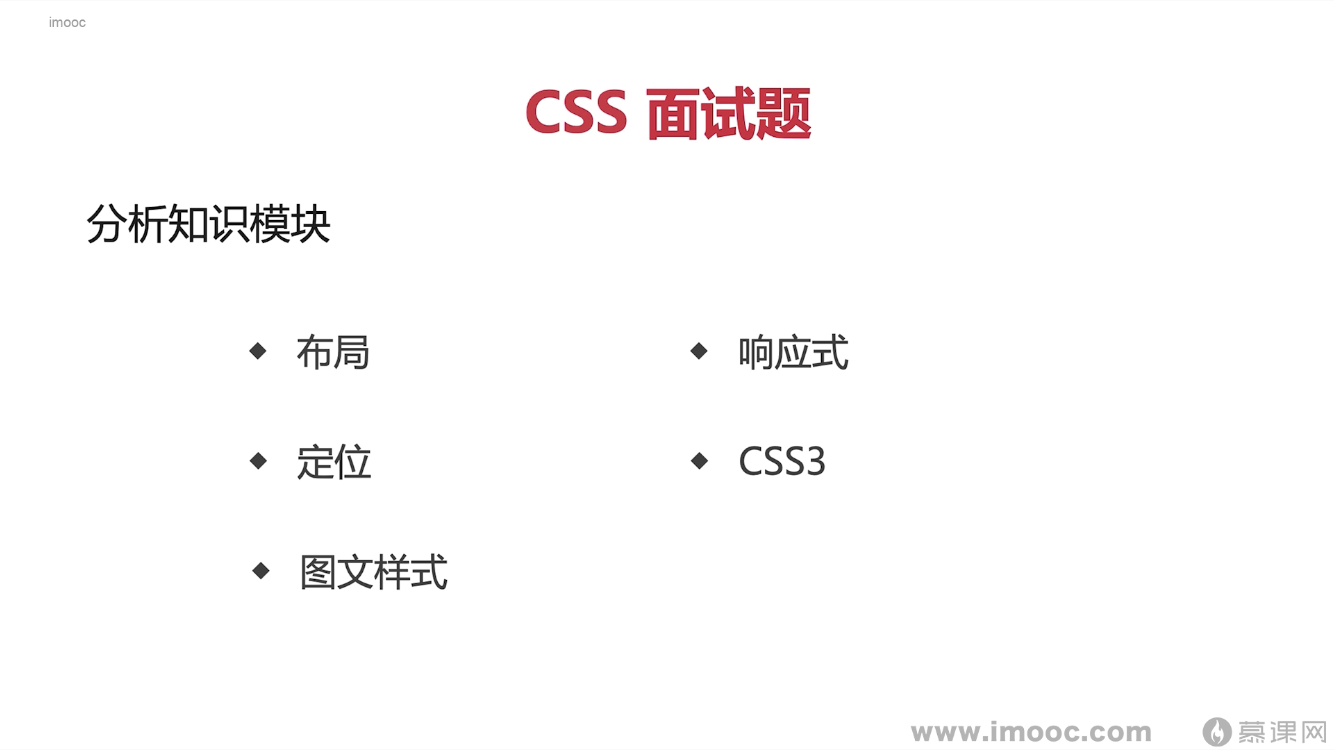 imooc
CSS 面试题
分析知识模块
◆ 布局
◆ 定位
◆ 图文样式
◆ 响应式
◆ CSS3
www.imooc.com 慕课网